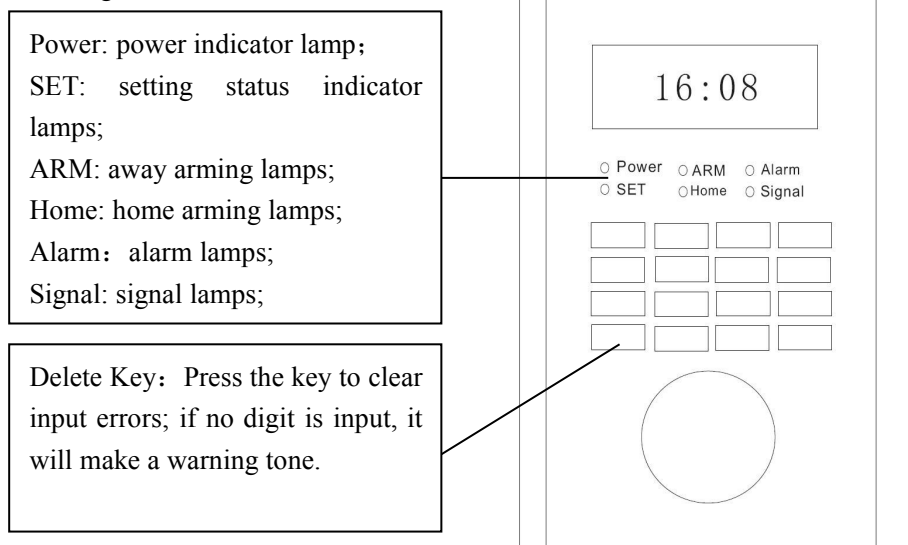 Power: power indicator lamp；
SET: setting status indicator
lamps;
ARM: away arming lamps;
Home: home arming lamps;
Alarm：alarm lamps;
Signal: signal lamps;
Delete Key：Press the key to clear
input errors; if no digit is input, it
will make a warning tone.
16:08
Power ARM Alarm
SET Home Signal